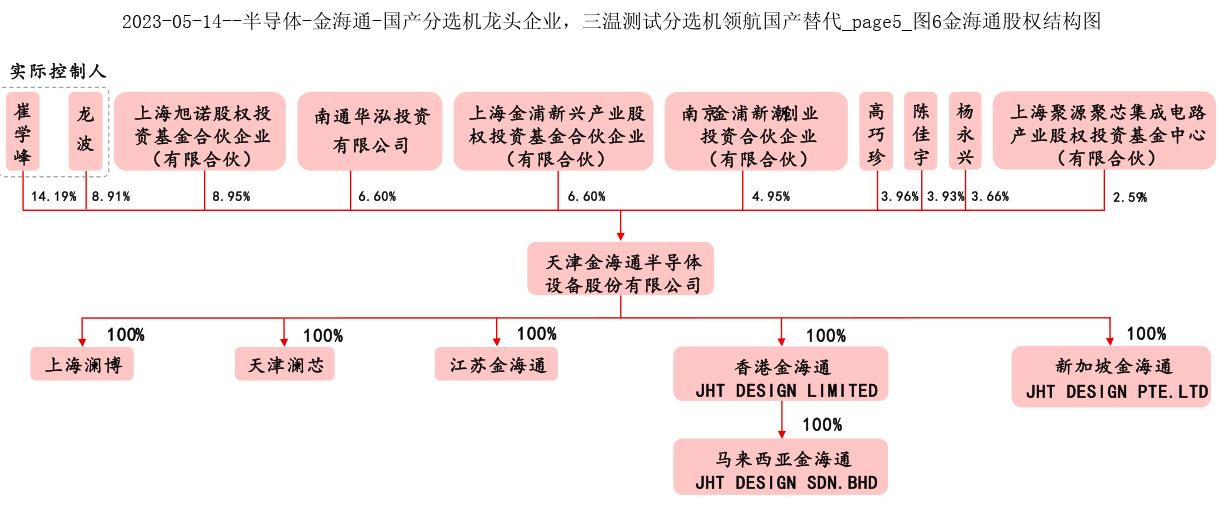 2023-05-14--半导体-金海通-国产分选机龙头企业，三温测试分选机领航国产替代_page5_图6金海通股权结构图
实际控制人
崔学峰
龙波
上海旭诺股权投
资基金合伙企业
（有限合伙）
南通华泓投资
有限公司
上海金浦新兴产业股
权投资基金合伙企业
（有限合伙）
南京金浦新潮创业
投资合伙企业
（有限合伙）
高巧珍
陈佳宇
杨永兴
上海聚源聚芯集成电路
产业股权投资基金中心
（有限合伙）
14.19%
8.91%
8.95%
6.60%
6.60%
4.95%
3.96%
3.93%
3.66%
2.59%
天津金海通半导体
设备股份有限公司
100%
100%
100%
100%
100%
上海澜博
天津澜芯
江苏金海通
香港金海通
JHT DESIGN LIMITED
新加坡金海通
JHT DESIGN PTE.LTD
100%
马来西亚金海通
JHT DESIGN SDN.BHD